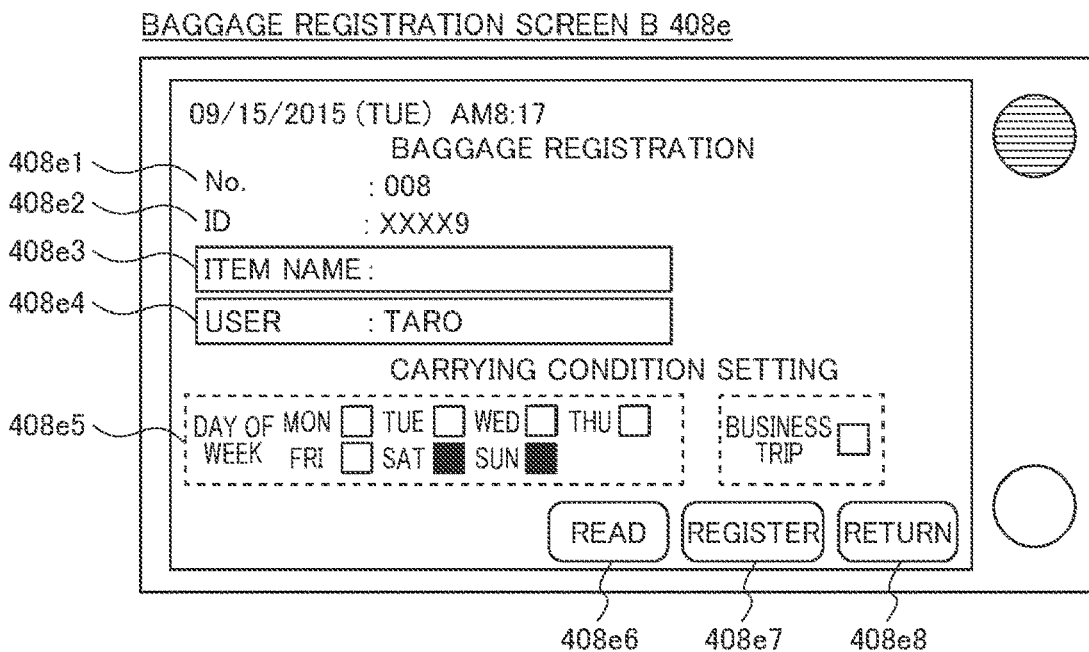 BAGGAGE REGISTRATION SCREEN B 408e
09/15/2015 (TUE) AM8:17
BAGGAGE REGISTRATION
408e1
No. : 008
408e2
ID : XXXX9
408e3
ITEM NAME :
408e4
USER : TARO
CARRYING CONDITION SETTING
408e5
DAY OF WEEK
MON TUE WED THU
FRI SAT SUN
BUSINESS TRIP
READ REGISTER RETURN
408e6 408e7 408e8